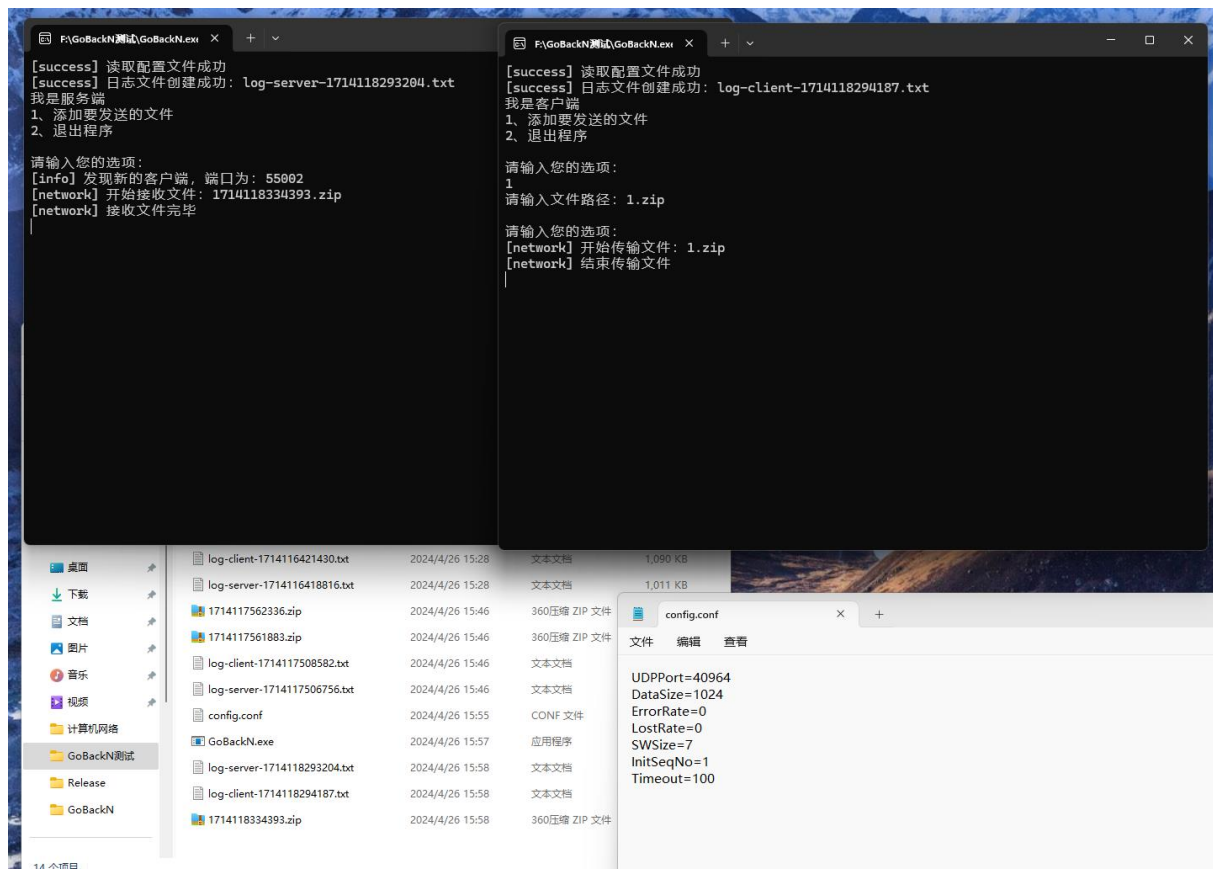 F:\GoBackN测试\GoBackN.exe
[success] 读取配置文件成功
[success] 日志文件创建成功: log-server-1714118293204.txt
我是服务端
1、添加要发送的文件
2、退出程序
请输入您的选项:
[info] 发现新的客户端, 端口为: 55002
[network] 开始接收文件: 1714118334393.zip
[network] 接收文件完毕
F:\GoBackN测试\GoBackN.exe
[success] 读取配置文件成功
[success] 日志文件创建成功: log-client-1714118294187.txt
我是客户端
1、添加要发送的文件
2、退出程序
请输入您的选项:
1
请输入文件路径: 1.zip
请输入您的选项:
[network] 开始传输文件: 1.zip
[network] 结束传输文件
桌面
下载
文档
图片
音乐
视频
计算机网络
GoBackN测试
Release
GoBackN
14 个项目
log-client-1714116421430.txt 2024/4/26 15:28 文本文档 1,090 KB
log-server-1714116418816.txt 2024/4/26 15:28 文本文档 1,011 KB
1714117562336.zip 2024/4/26 15:46 360压缩 ZIP 文件
1714117561883.zip 2024/4/26 15:46 360压缩 ZIP 文件
log-client-1714117508582.txt 2024/4/26 15:46 文本文档
log-server-1714117506756.txt 2024/4/26 15:46 文本文档
config.conf 2024/4/26 15:55 CONF 文件
GoBackN.exe 2024/4/26 15:57 应用程序
log-server-1714118293204.txt 2024/4/26 15:58 文本文档
log-client-1714118294187.txt 2024/4/26 15:58 文本文档
1714118334393.zip 2024/4/26 15:58 360压缩 ZIP 文件
config.conf
文件 编辑 查看
UDPPort=40964
DataSize=1024
ErrorRate=0
LostRate=0
SWSize=7
InitSeqNo=1
Timeout=100